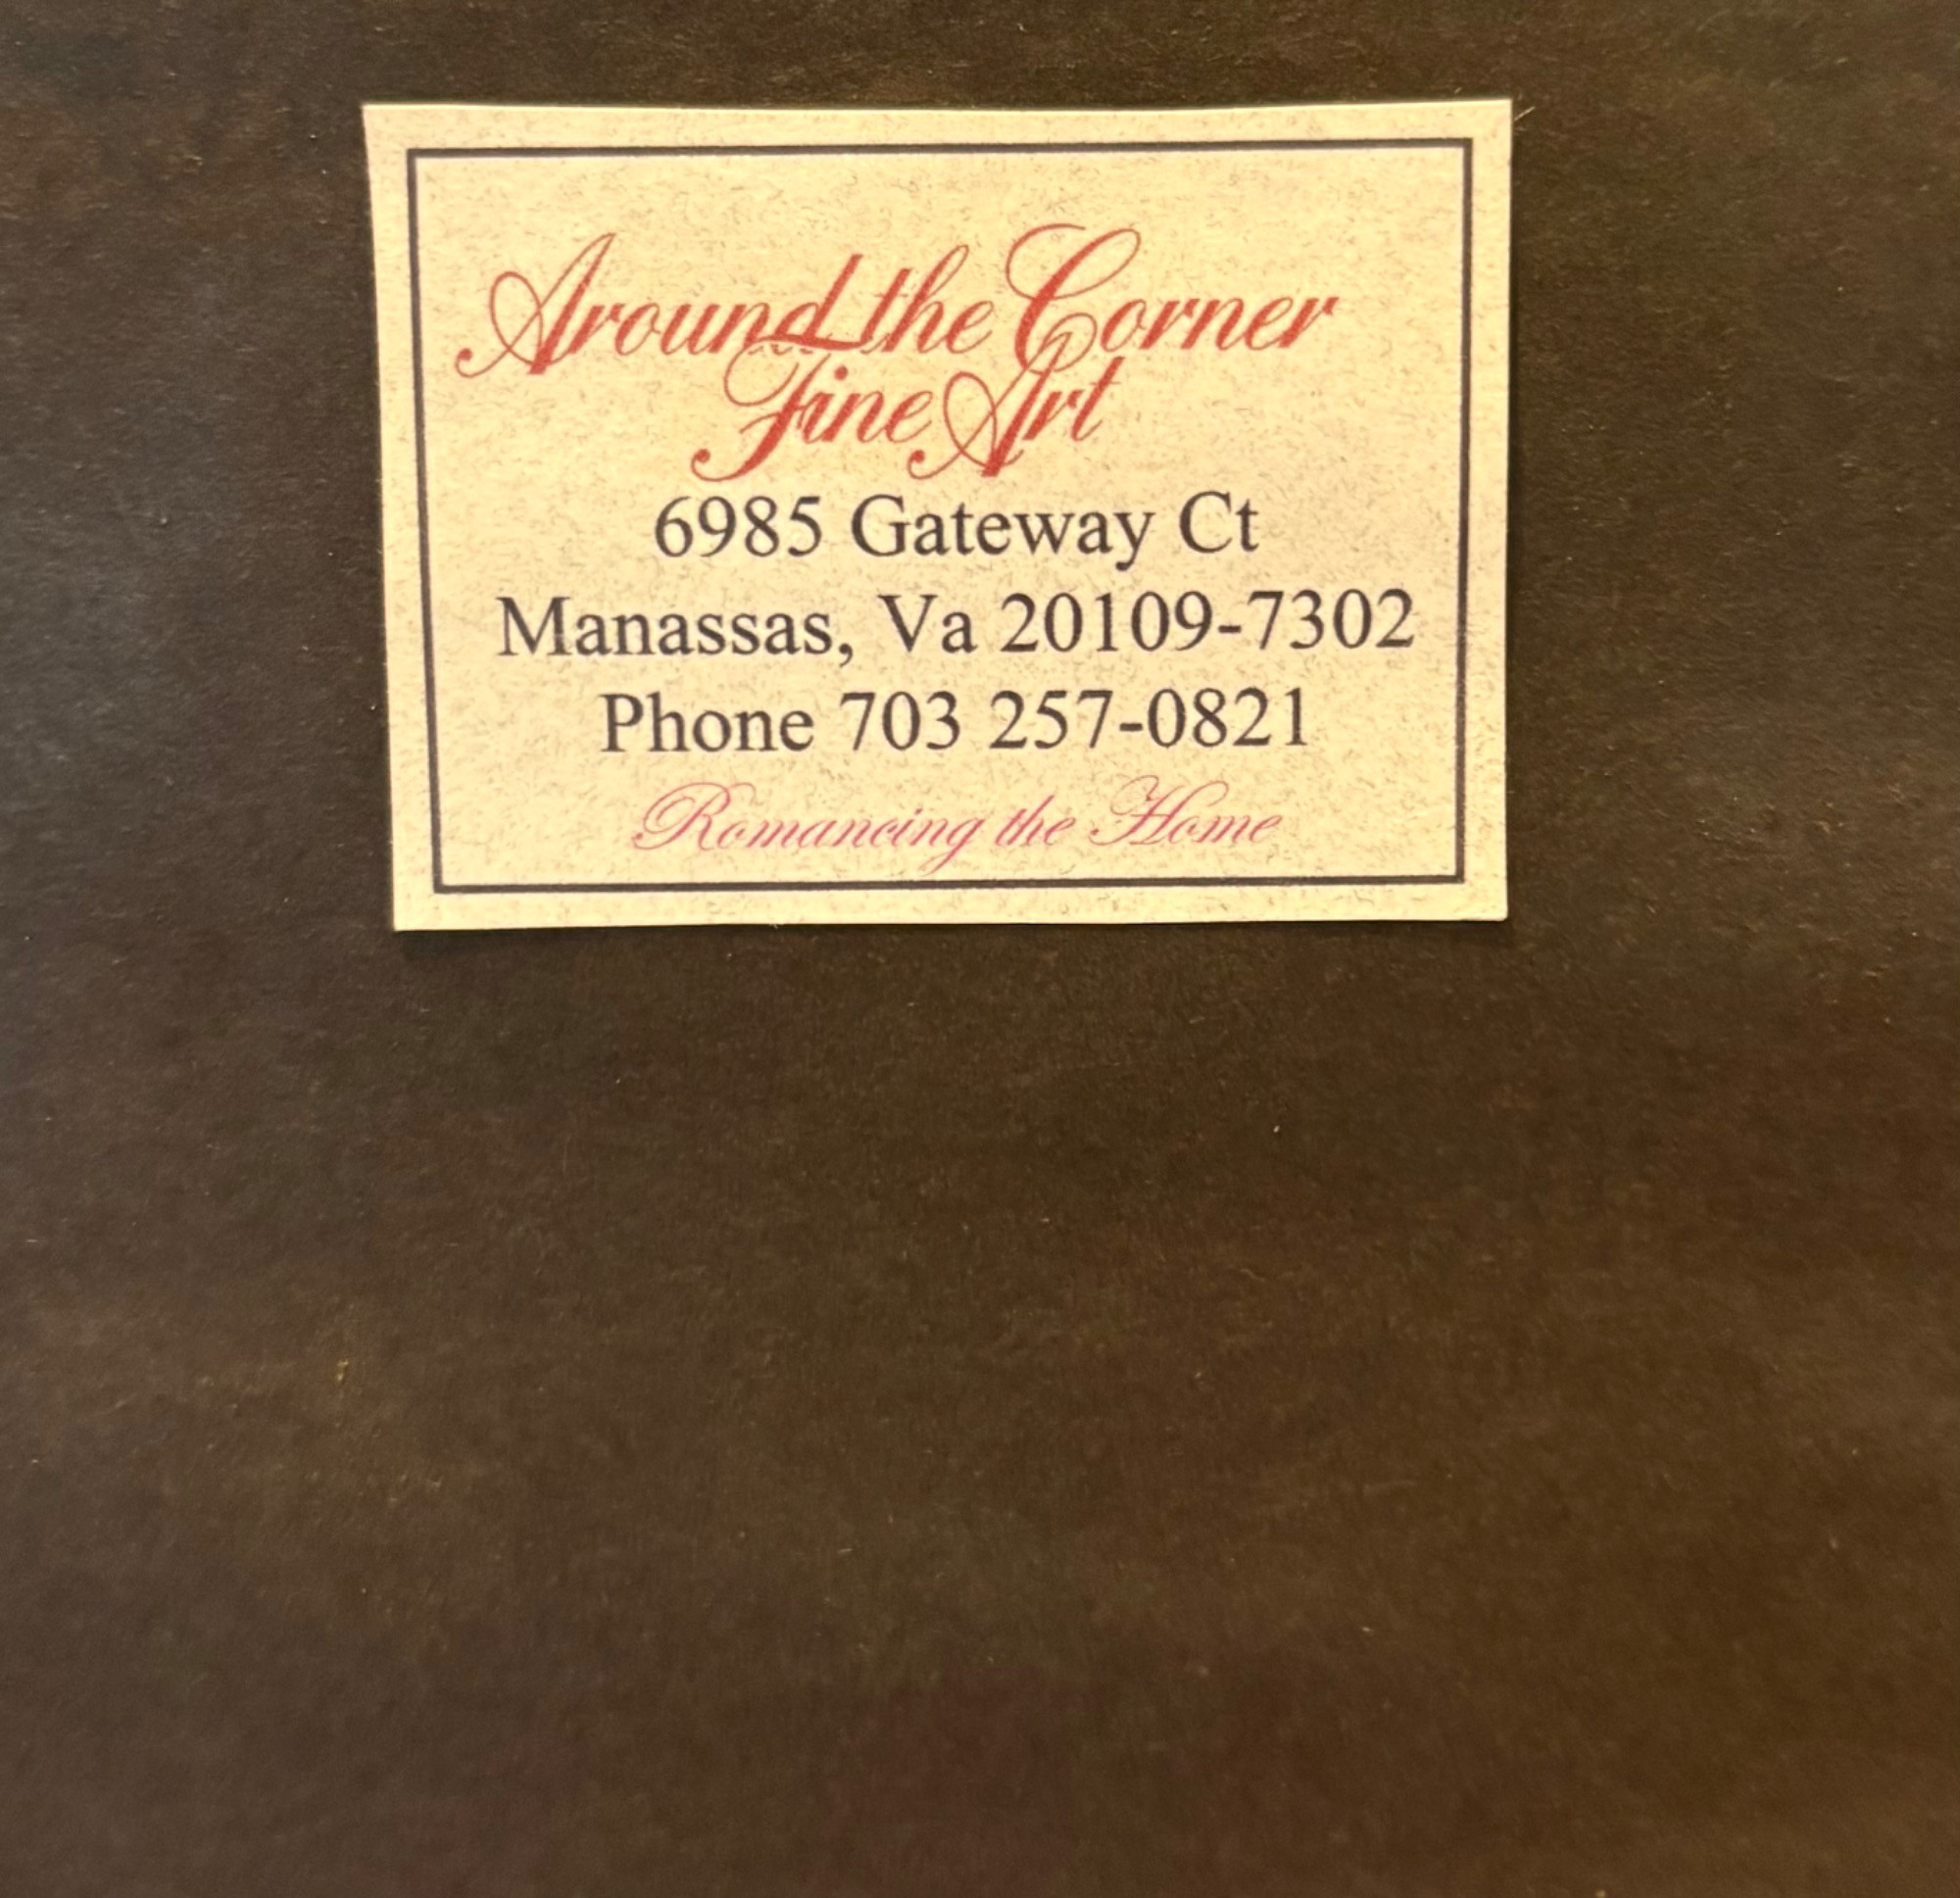 Around the Corner
Fine Art
6985 Gateway Ct
Manassas, Va 20109-7302
Phone 703 257-0821
Romancing the Home